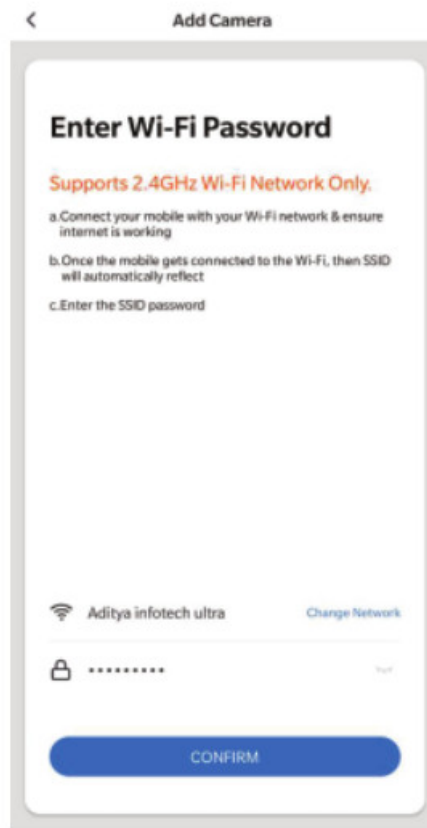 Add Camera
Enter Wi-Fi Password
Supports 2.4GHz Wi-Fi Network Only.
a.Connect your mobile with your Wi-Fi network & ensure
internet is working
b.Once the mobile gets connected to the Wi-Fi, then SSID
will automatically reflect
c.Enter the SSID password
Aditya infotech ultra
Change Network
•••••••••
CONFIRM